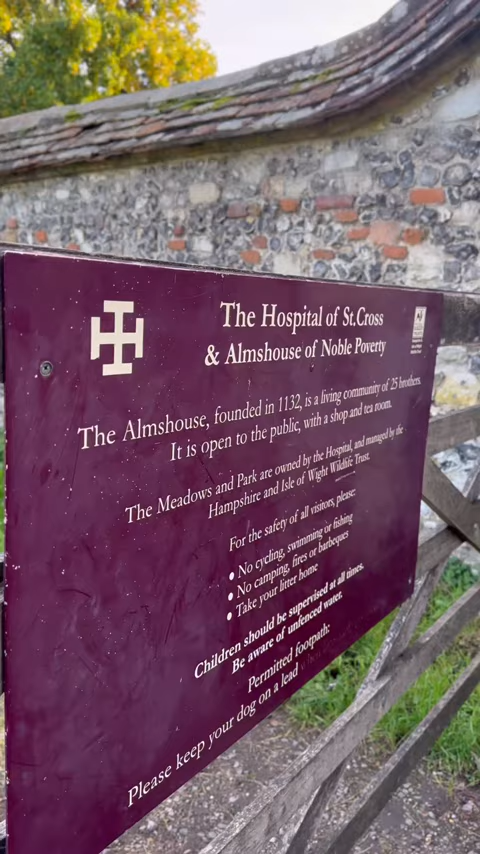 The Hospital of St.Cross
& Almshouse of Noble Poverty
The Almshouse, founded in 1132, is a living community of 25 brothers.
It is open to the public, with a shop and tea room.
The Meadows and Park are owned by the Hospital, and managed by the
Hampshire and Isle of Wight Wildlife Trust.
For the safety of all visitors, please:
• No cycling, swimming or fishing
• No camping, fires or barbeques
• Take your litter home
Children should be supervised at all times.
Be aware of unfenced water.
Permitted footpath:
Please keep your dog on a lead